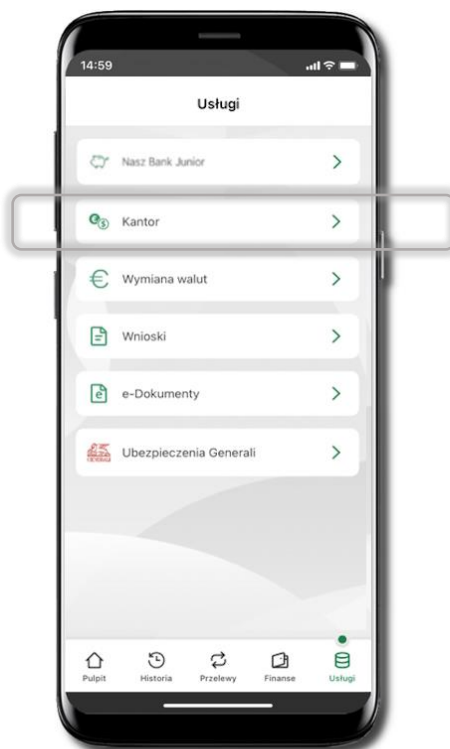 14:59
Usługi
Nasz Bank Junior
Kantor
Wymiana walut
Wnioski
e-Dokumenty
Ubezpieczenia Generali
Pulpit
Historia
Przelewy
Finanse
Usługi